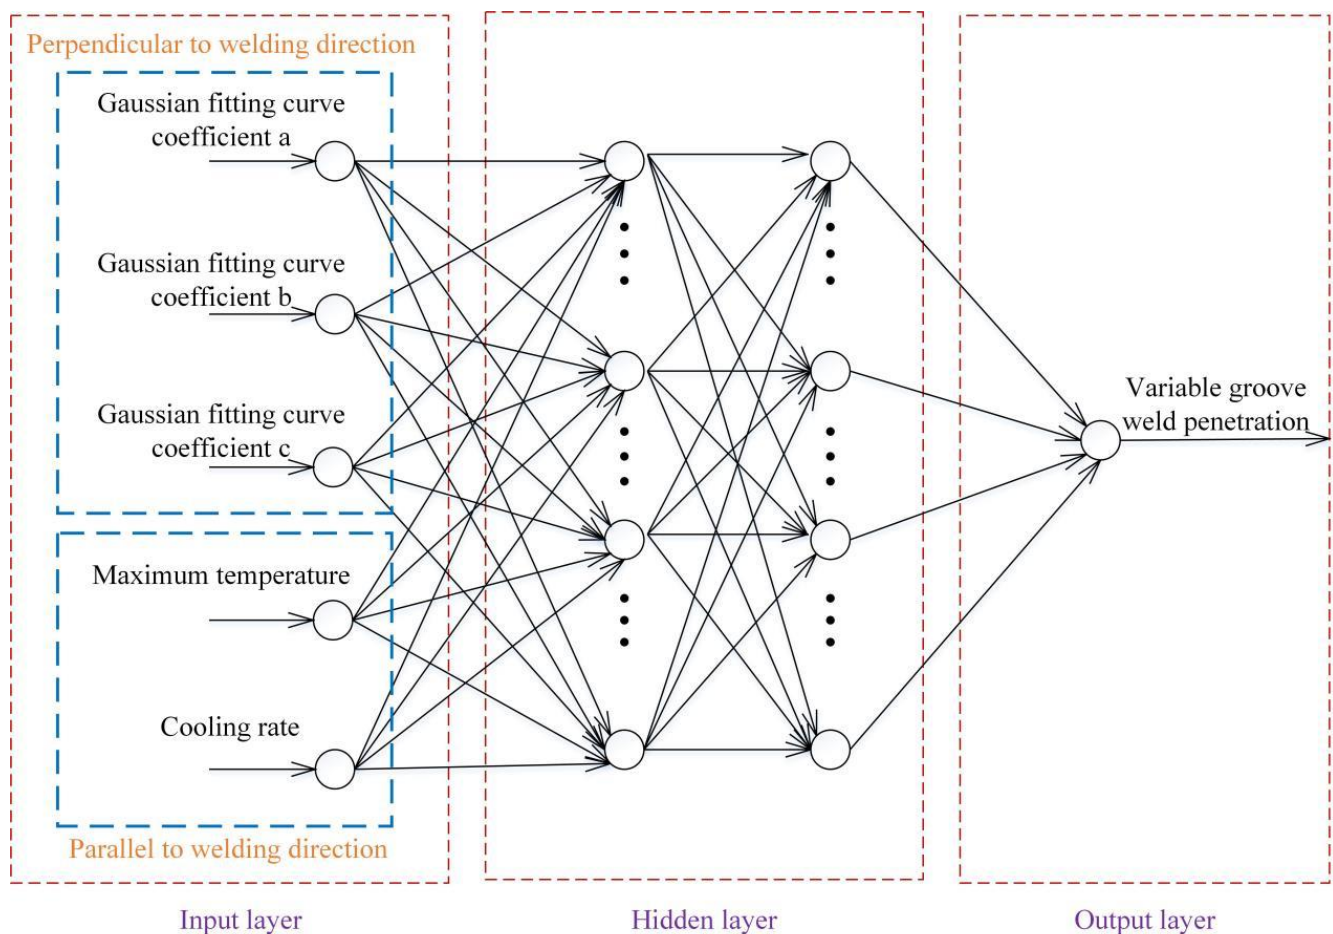 Perpendicular to welding direction
Gaussian fitting curve
coefficient a
Gaussian fitting curve
coefficient b
Gaussian fitting curve
coefficient c
Maximum temperature
Cooling rate
Parallel to welding direction
Variable groove
weld penetration
Input layer
Hidden layer
Output layer